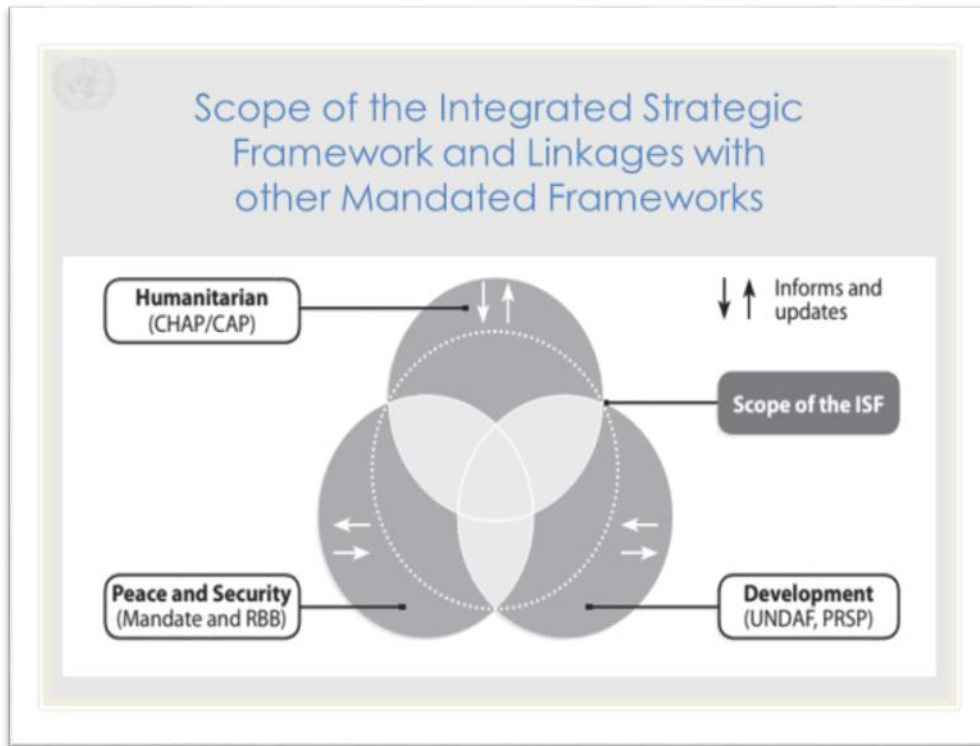 Scope of the Integrated Strategic
Framework and Linkages with
other Mandated Frameworks
Humanitarian
(CHAP/CAP)
Informs and
updates
Scope of the ISF
Peace and Security
(Mandate and RBB)
Development
(UNDAF, PRSP)